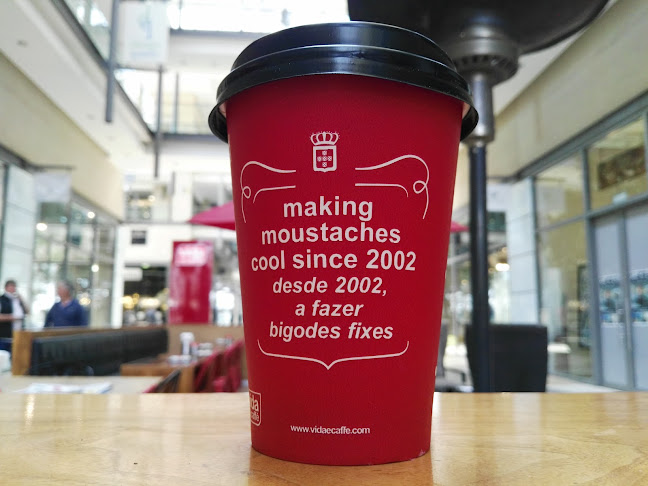 making
moustaches
cool since 2002
desde 2002,
a fazer
bigodes fixes
www.vidaecaffe.com